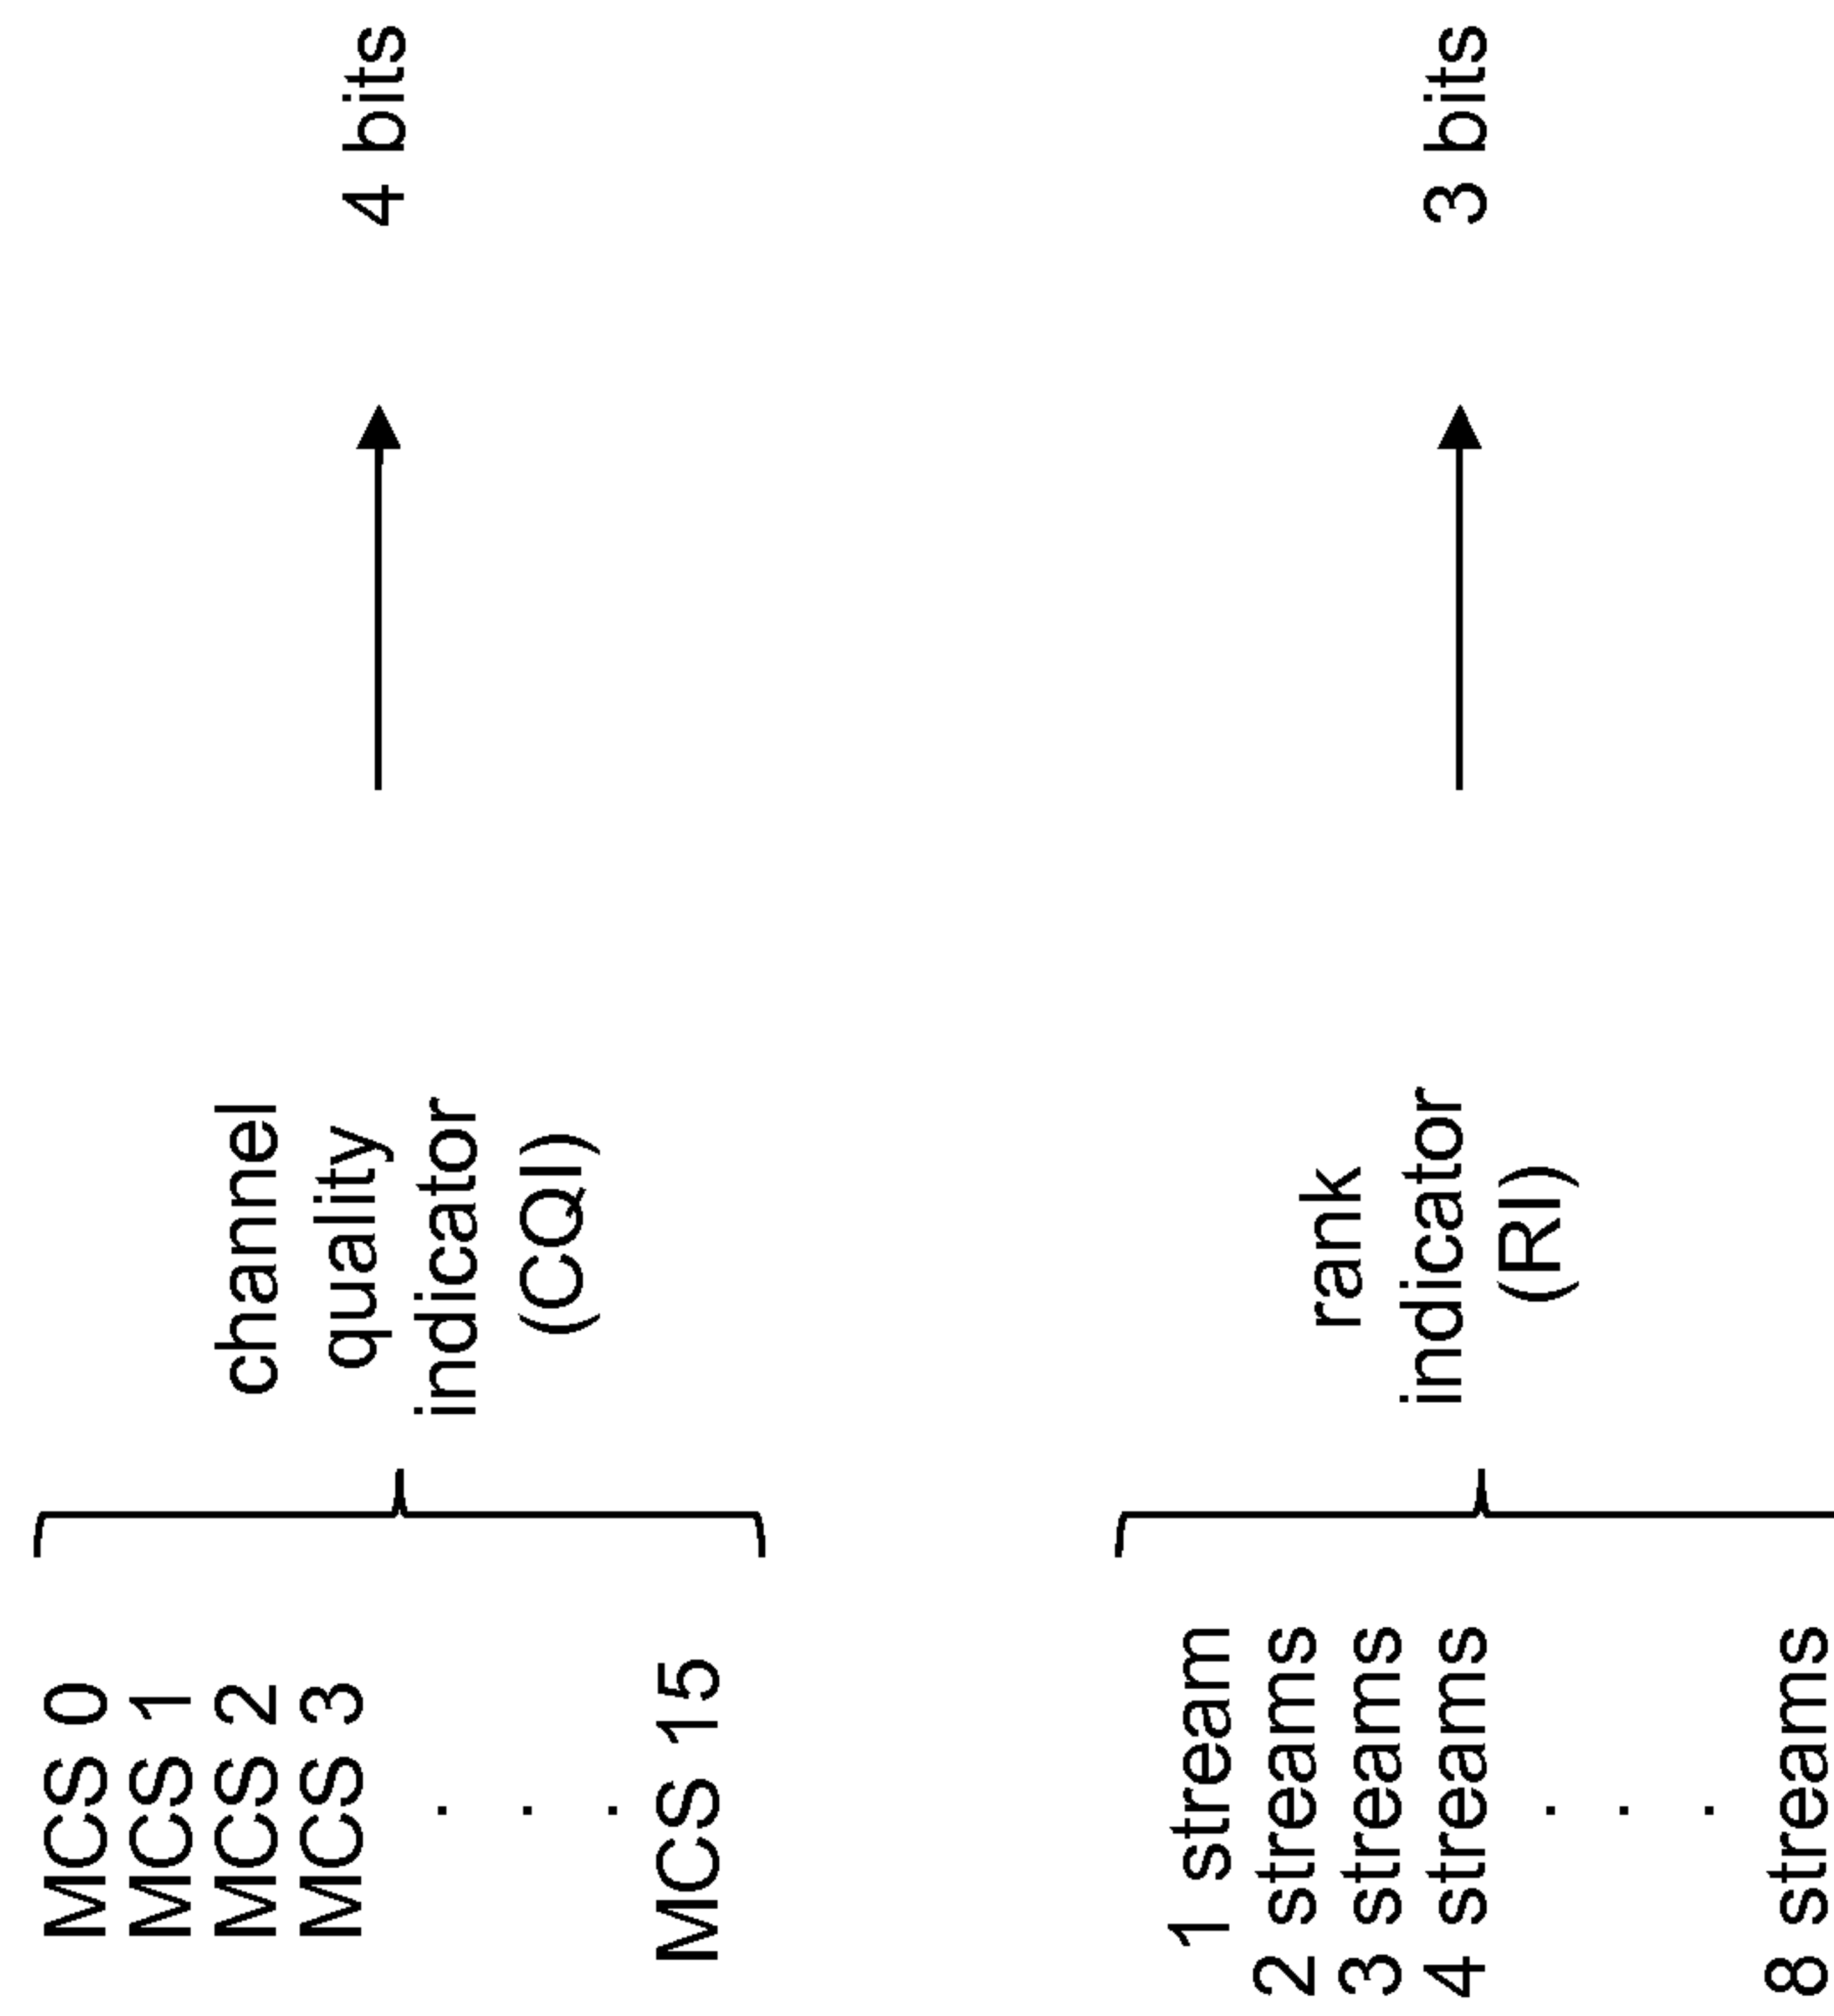 MCS 0
MCS 1
MCS 2
MCS 3
.
.
.
MCS 15
channel
quality
indicator
(CQI)
4 bits
1 stream
2 streams
3 streams
4 streams
.
.
.
8 streams
rank
indicator
(RI)
3 bits